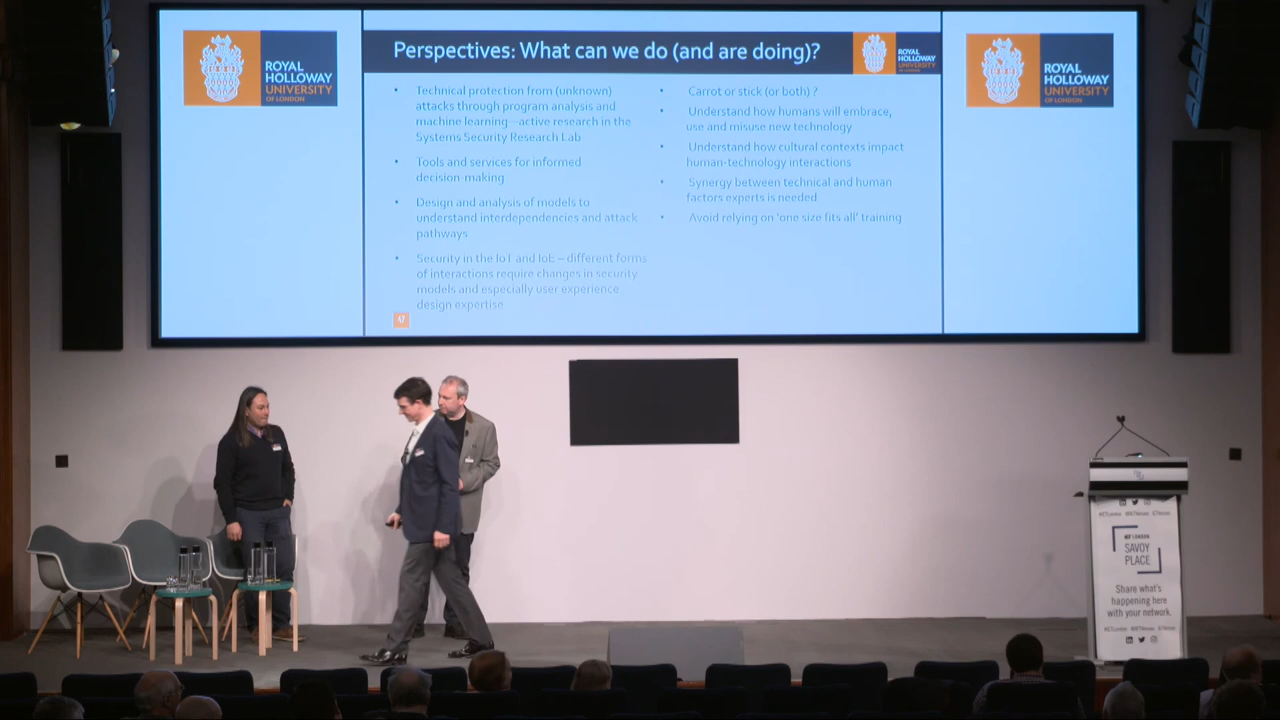 ROYAL
HOLLOWAY
UNIVERSITY
OF LONDON
Perspectives: What can we do (and are doing)?
ROYAL
HOLLOWAY
UNIVERSITY
OF LONDON
ROYAL
HOLLOWAY
UNIVERSITY
OF LONDON
• Technical protection from (unknown)
attacks through program analysis and
machine learning—active research in the
Systems Security Research Lab
• Tools and services for informed
decision-making
• Design and analysis of models to
understand interdependencies and attack
pathways
• Security in the IoT and IoE – different forms
of interactions require changes in security
models and especially user experience
design expertise
47
• Carrot or stick (or both) ?
• Understand how humans will embrace,
use and misuse new technology
• Understand how cultural contexts impact
human-technology interactions
• Synergy between technical and human
factors experts is needed
• Avoid relying on 'one size fits all' training
IET LONDON
SAVOY
PLACE
Share what's
happening here
with your network.